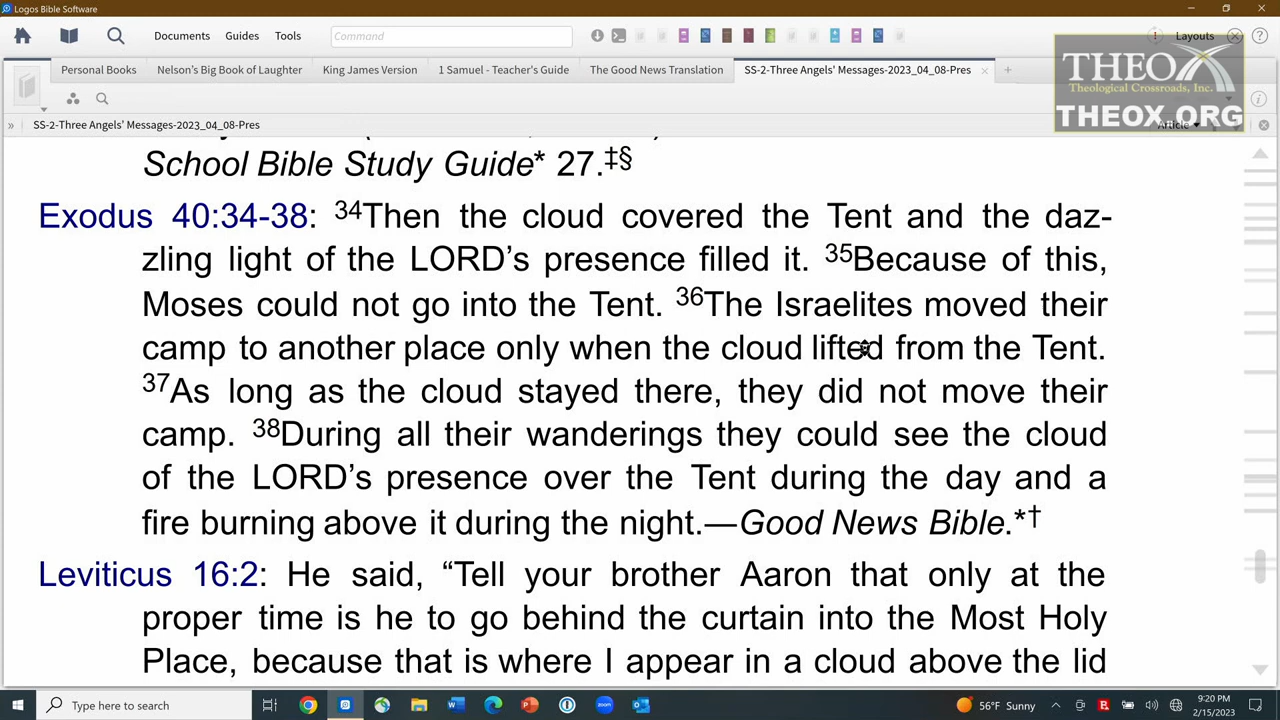 Logos Bible Software
Documents Guides Tools Command Layouts
Personal Books Nelson's Big Book of Laughter King James Version 1 Samuel - Teacher's Guide The Good News Translation SS-2-Three Angels' Messages-2023_04_08-Pres
THEOX
Theological Crossroads, Inc.
THEOX.ORG
SS-2-Three Angels' Messages-2023_04_08-Pres Article
School Bible Study Guide* 27.‡§
Exodus 40:34-38: 34Then the cloud covered the Tent and the daz-
zling light of the LORD’s presence filled it. 35Because of this,
Moses could not go into the Tent. 36The Israelites moved their
camp to another place only when the cloud lifted from the Tent.
37As long as the cloud stayed there, they did not move their
camp. 38During all their wanderings they could see the cloud
of the LORD’s presence over the Tent during the day and a
fire burning above it during the night.—Good News Bible.*†
Leviticus 16:2: He said, “Tell your brother Aaron that only at the
proper time is he to go behind the curtain into the Most Holy
Place, because that is where I appear in a cloud above the lid
Type here to search 56°F Sunny 9:20 PM
2/15/2023